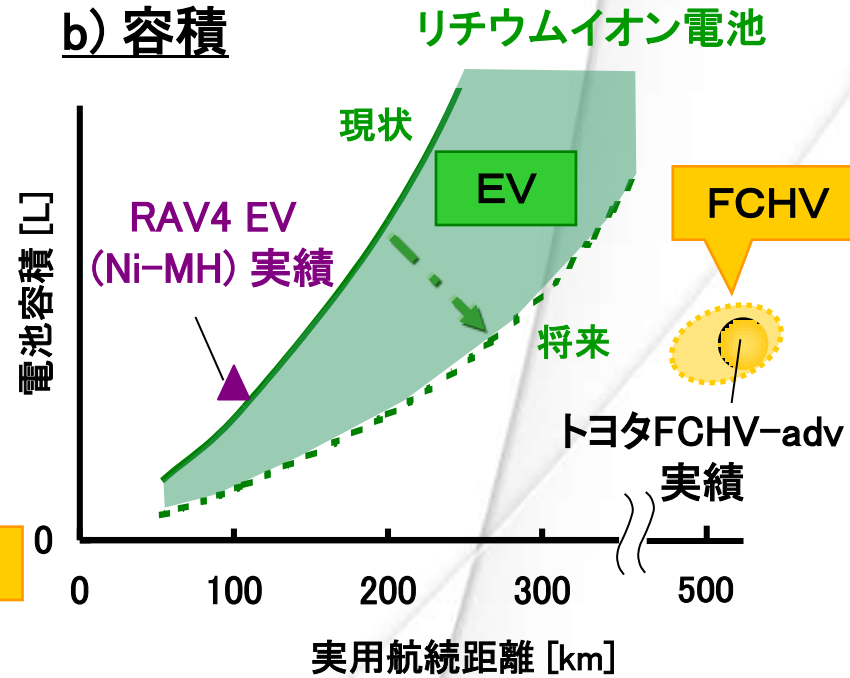 b) 容積
リチウムイオン電池
現状
EV
FCHV
RAV4 EV
(Ni-MH) 実績
電池容積 [L]
将来
トヨタFCHV-adv
実績
0
0 100 200 300 500
実用航続距離 [km]